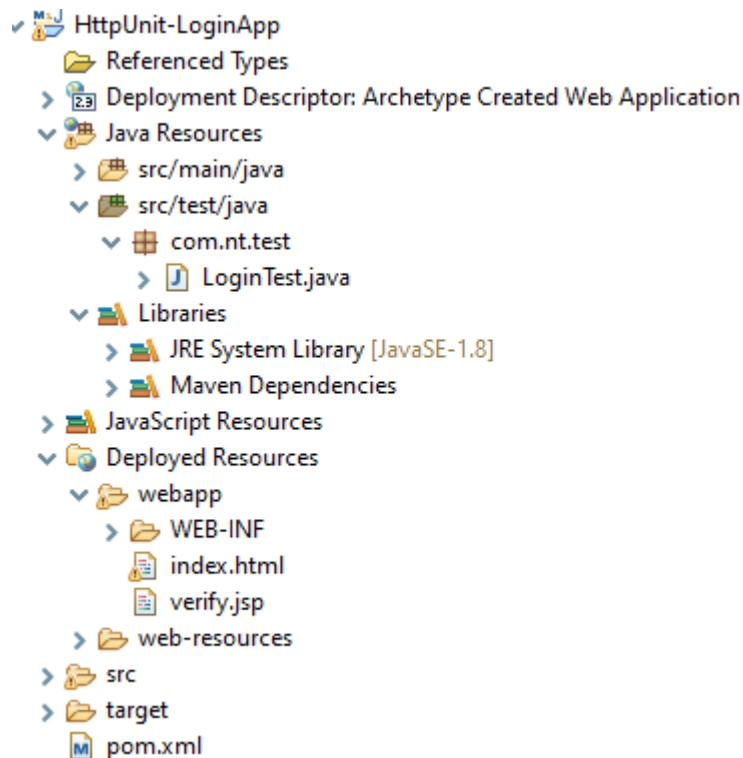 HttpUnit-LoginApp
Referenced Types
Deployment Descriptor: Archetype Created Web Application
Java Resources
src/main/java
src/test/java
com.nt.test
LoginTest.java
Libraries
JRE System Library [JavaSE-1.8]
Maven Dependencies
JavaScript Resources
Deployed Resources
webapp
WEB-INF
index.html
verify.jsp
web-resources
src
target
pom.xml